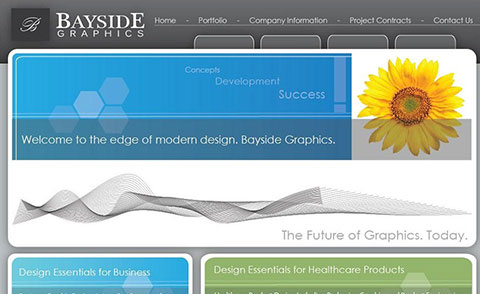 B
BAYSIDE
GRAPHICS
Home - Portfolio - Company Information - Project Contracts - Contact Us
Concepts
Development
Success
!
Welcome to the edge of modern design. Bayside Graphics.
The Future of Graphics. Today.
Design Essentials for Business
Design Essentials for Healthcare Products